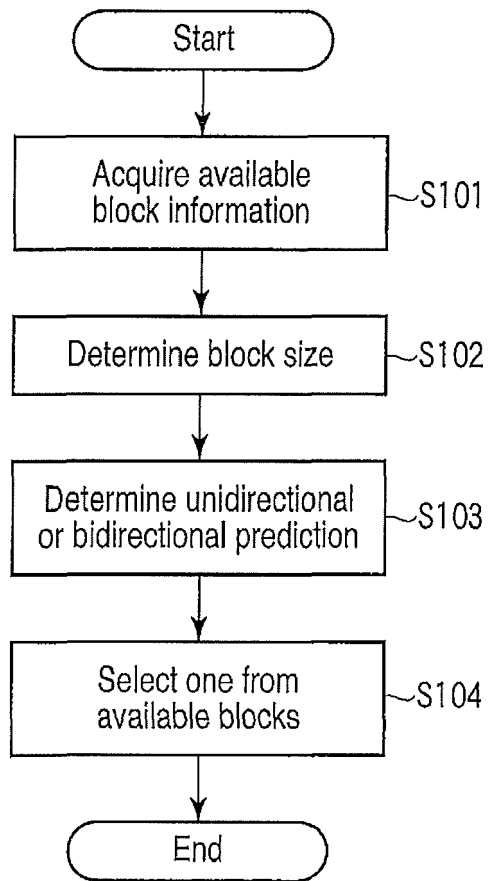 Start
Acquire available
block information
S101
Determine block size
S102
Determine unidirectional
or bidirectional prediction
S103
Select one from
available blocks
S104
End